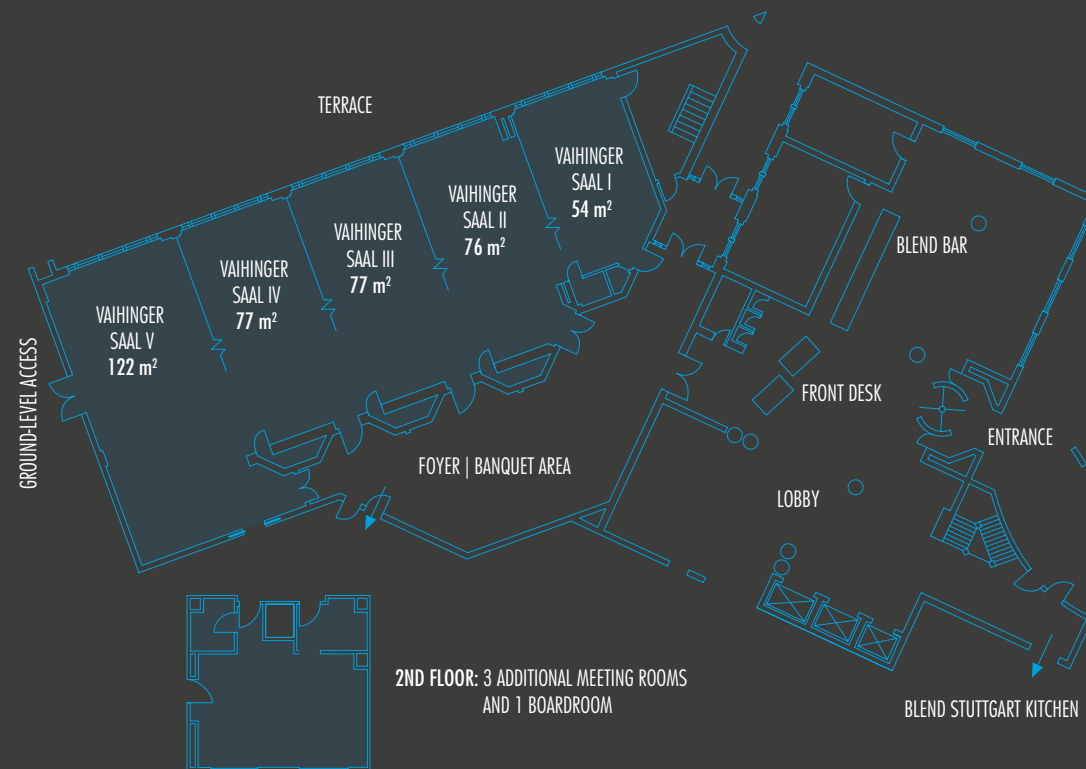 TERRACE
VAIHINGER
SAAL I
54 m²
VAIHINGER
SAAL II
76 m²
VAIHINGER
SAAL III
77 m²
VAIHINGER
SAAL IV
77 m²
VAIHINGER
SAAL V
122 m²
GROUND-LEVEL ACCESS
BLEND BAR
FRONT DESK
ENTRANCE
FOYER | BANQUET AREA
LOBBY
2ND FLOOR: 3 ADDITIONAL MEETING ROOMS
AND 1 BOARDROOM
BLEND STUTTGART KITCHEN